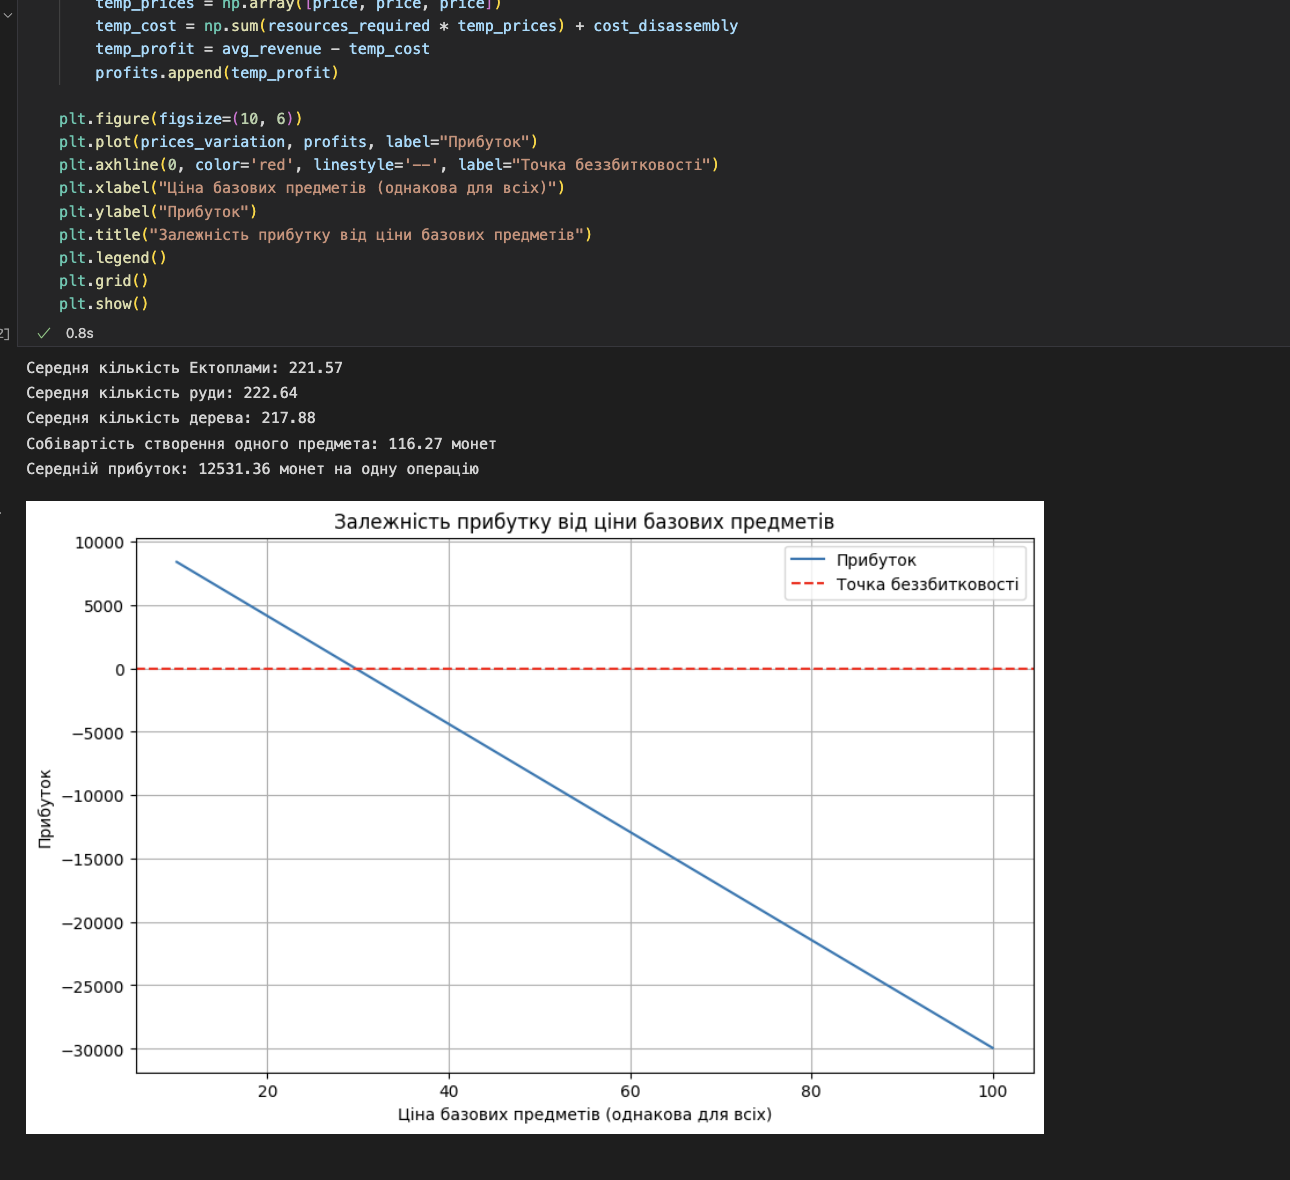 temp_prices = np.array([price, price, price])
temp_cost = np.sum(resources_required * temp_prices) + cost_disassembly
temp_profit = avg_revenue - temp_cost
profits.append(temp_profit)
plt.figure(figsize=(10, 6))
plt.plot(prices_variation, profits, label="Прибуток")
plt.axhline(0, color='red', linestyle='--', label="Точка беззбитковості")
plt.xlabel("Ціна базових предметів (однакова для всіх)")
plt.ylabel("Прибуток")
plt.title("Залежність прибутку від ціни базових предметів")
plt.legend()
plt.grid()
plt.show()
2]
0.8s
Середня кількість Ектоплами: 221.57
Середня кількість руди: 222.64
Середня кількість дерева: 217.88
Собівартість створення одного предмета: 116.27 монет
Середній прибуток: 12531.36 монет на одну операцію
Залежність прибутку від ціни базових предметів
Прибуток
Точка беззбитковості
10000
5000
0
−5000
−10000
−15000
−20000
−25000
−30000
Прибуток
20 40 60 80 100
Ціна базових предметів (однакова для всіх)